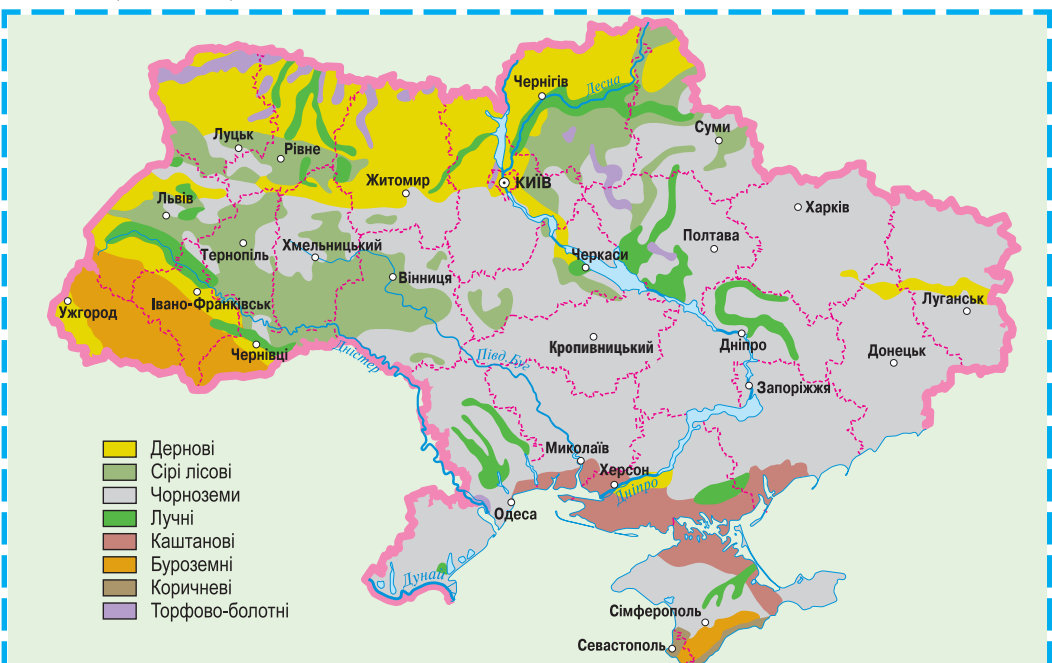 Чернігів
Десна
Суми
Луцьк
Рівне
Житомир
КИЇВ
Львів
Харків
Хмельницький
Полтава
Тернопіль
Черкаси
Вінниця
Івано-Франківськ
Луганськ
Ужгород
Чернівці
Дністер
Кропивницький
Дніпро
Півд. Буг
Донецьк
Запоріжжя
Миколаїв
Херсон
Дніпро
Одеса
Дунай
Сімферополь
Севастополь
Дернові
Сірі лісові
Чорноземи
Лучні
Каштанові
Буроземні
Коричневі
Торфово-болотні